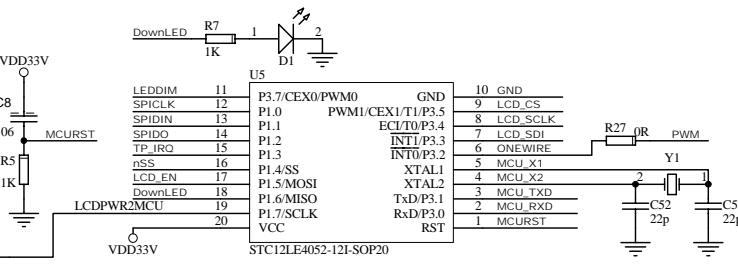 DownLED R7 1 2
1K D1
VDD33V
C8
06
MCURST
R5
1K
U5
LEDDIM 11 P3.7/CEX0/PWM0 GND 10 GND
SPICLK 12 P1.0 PWM1/CEX1/T1/P3.5 9 LCD_CS
SPIDIN 13 P1.1 ECI/T0/P3.4 8 LCD_SCLK
SPIDO 14 P1.2 INT1/P3.3 7 LCD_SDI
TP_IRQ 15 P1.3 INT0/P3.2 6 ONEWIRE
nSS 16 P1.4/SS XTAL1 5 MCU_X1
LCD_EN 17 P1.5/MOSI XTAL2 4 MCU_X2
DownLED 18 P1.6/MISO TxD/P3.1 3 MCU_TXD
LCDPWR2MCU 19 P1.7/SCLK RxD/P3.0 2 MCU_RXD
20 VCC RST 1 MCURST
VDD33V
STC12LE4052-12I-SOP20
R27 0R PWM
Y1
2 1
C52 C5
22p 22p